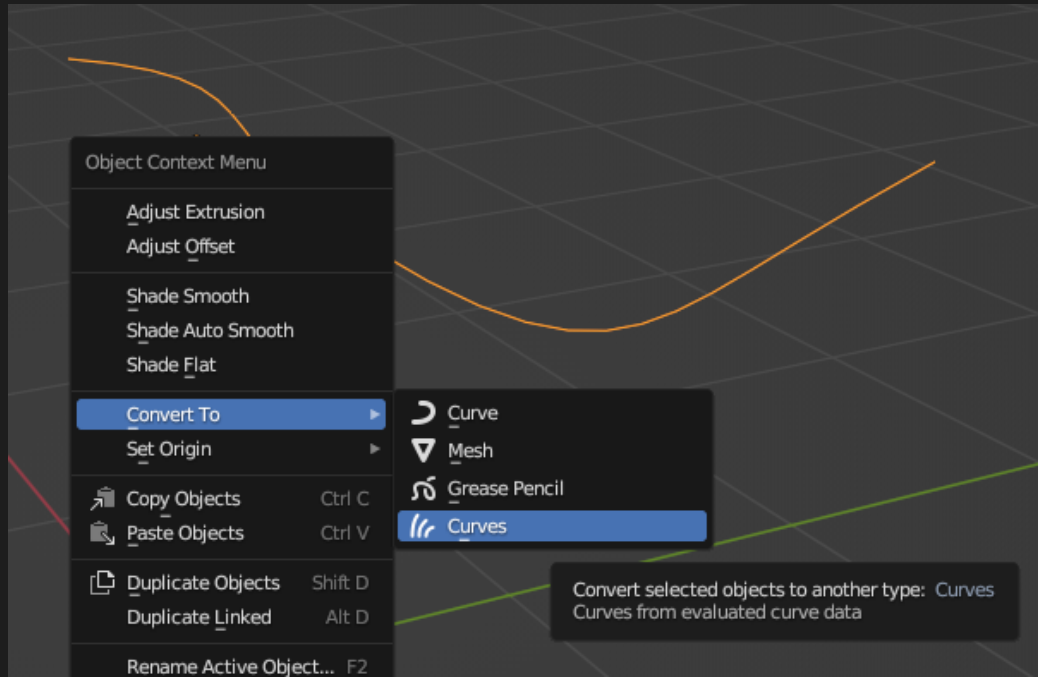 Object Context Menu
Adjust Extrusion
Adjust Offset
Shade Smooth
Shade Auto Smooth
Shade Flat
Convert To
Set Origin
Copy Objects Ctrl C
Paste Objects Ctrl V
Duplicate Objects Shift D
Duplicate Linked Alt D
Rename Active Object... F2
Curve
Mesh
Grease Pencil
Curves
Convert selected objects to another type: Curves
Curves from evaluated curve data